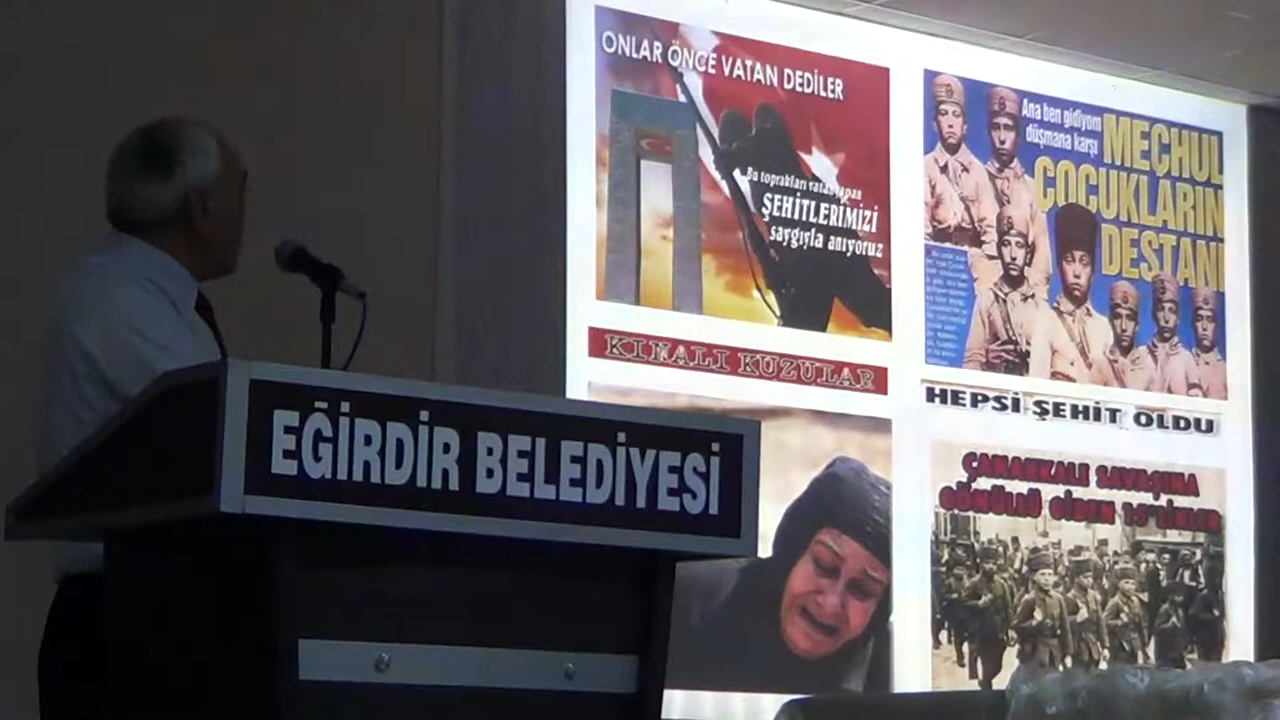 ONLAR ÖNCE VATAN DEDİLER
Bu toprakları vatan yapan
ŞEHİTLERİMİZİ
saygıyla anıyoruz
KINALI KUZULAR
Ana ben gidiyom
düşmana karşı
MEÇHUL
ÇOCUKLARIN
DESTANI
HEPSİ ŞEHİT OLDU
ÇANAKKALE SAVAŞINA
GÖNÜLLÜ GİDEN 15'LİKLER
EĞİRDİR BELEDİYESİ